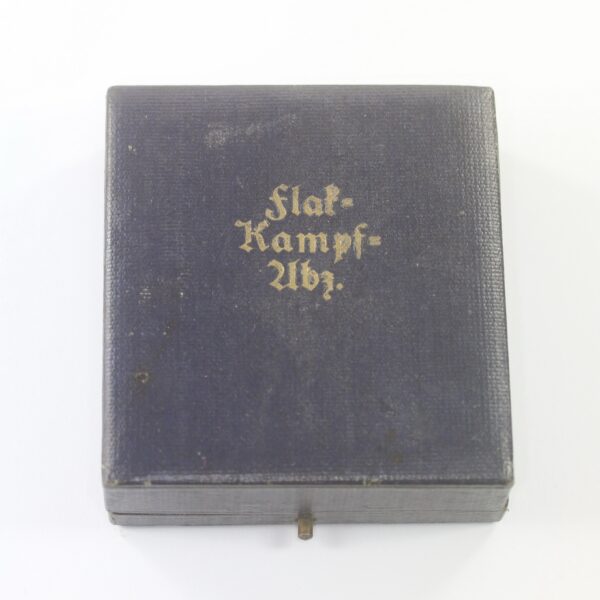 Flak-
Kampf-
Abz.